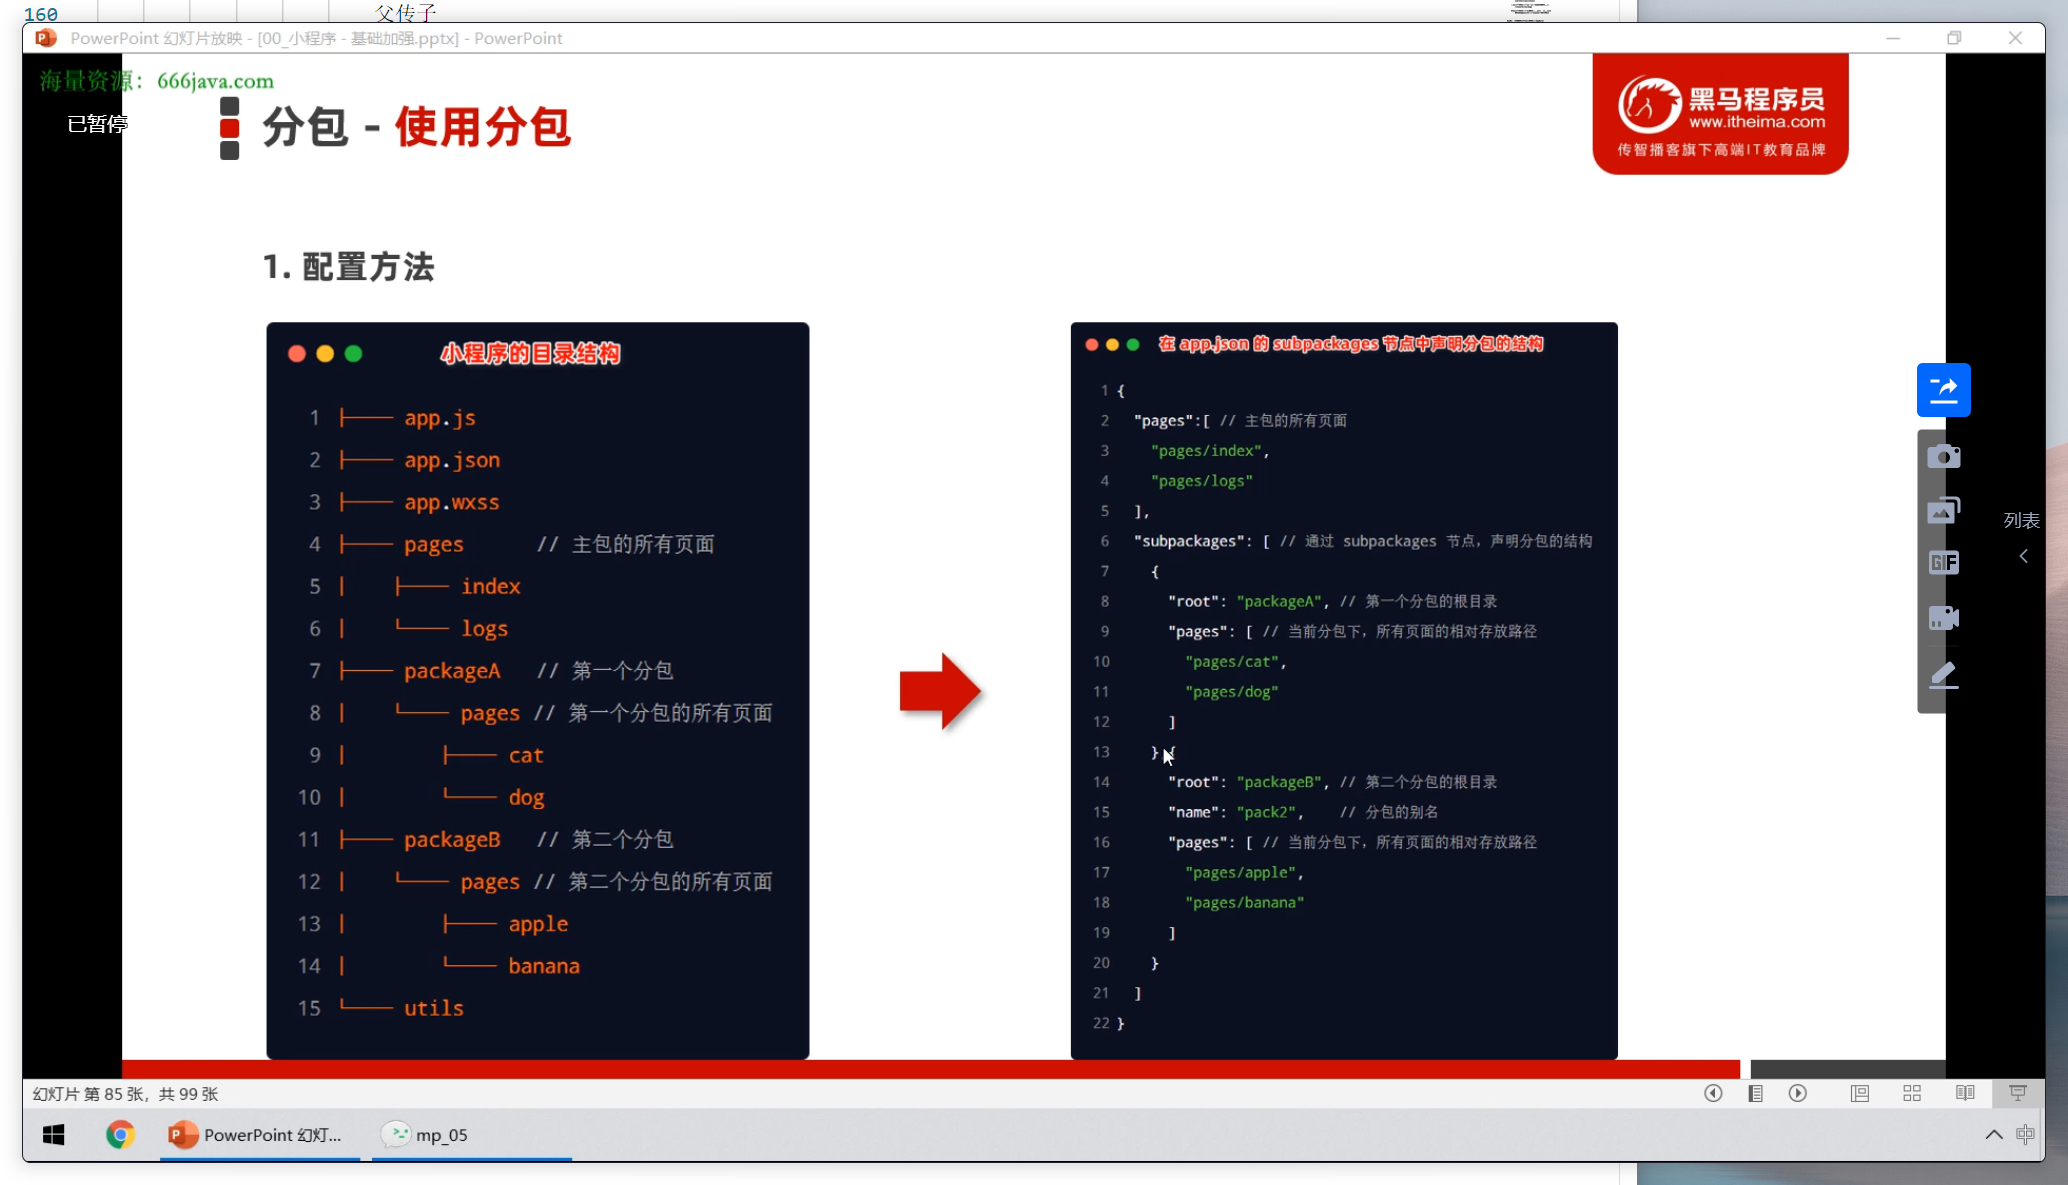 160
父传子
PowerPoint 幻灯片放映 - [00_小程序 - 基础加强.pptx] - PowerPoint
海量资源：666java.com
已暂停
分包 - 使用分包
黑马程序员
www.itheima.com
传智播客旗下高端IT教育品牌
1. 配置方法
小程序的目录结构
1 ├── app.js
2 ├── app.json
3 ├── app.wxss
4 ├── pages // 主包的所有页面
5 │ ├── index
6 │ └── logs
7 ├── packageA // 第一个分包
8 │ └── pages // 第一个分包的所有页面
9 │ ├── cat
10 │ └── dog
11 ├── packageB // 第二个分包
12 │ └── pages // 第二个分包的所有页面
13 │ ├── apple
14 │ └── banana
15 └── utils
在 app.json 的 subpackages 节点中声明分包的结构
1 {
2 "pages":[ // 主包的所有页面
3 "pages/index",
4 "pages/logs"
5 ],
6 "subpackages": [ // 通过 subpackages 节点，声明分包的结构
7 {
8 "root": "packageA", // 第一个分包的根目录
9 "pages": [ // 当前分包下，所有页面的相对存放路径
10 "pages/cat",
11 "pages/dog"
12 ]
13 } {
14 "root": "packageB", // 第二个分包的根目录
15 "name": "pack2", // 分包的别名
16 "pages": [ // 当前分包下，所有页面的相对存放路径
17 "pages/apple",
18 "pages/banana"
19 ]
20 }
21 ]
22 }
GIF
列表
幻灯片 第 85 张，共 99 张
PowerPoint 幻灯...
mp_05
中